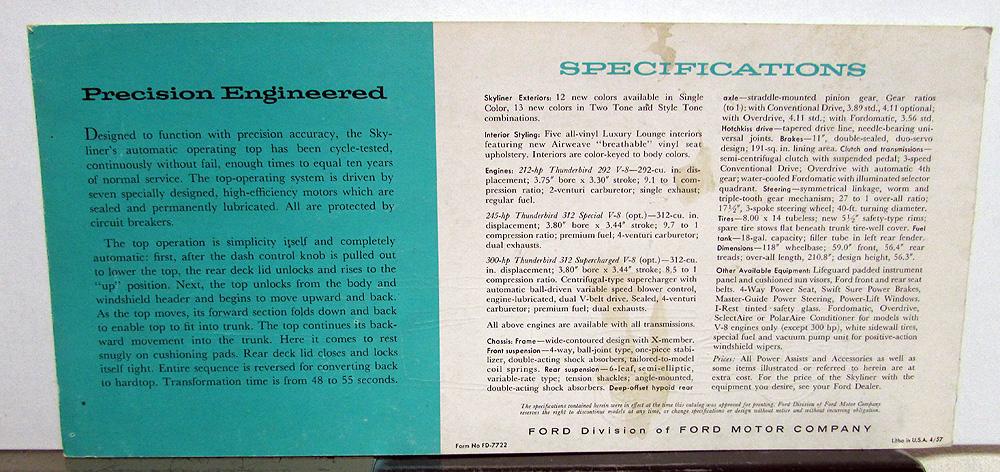 Precision Engineered
Designed to function with precision accuracy, the Sky-
liner's automatic operating top has been cycle-tested,
continuously without fail, enough times to equal ten years
of normal service. The top-operating system is driven by
seven specially designed, high-efficiency motors which are
sealed and permanently lubricated. All are protected by
circuit breakers.
The top operation is simplicity itself and completely
automatic: first, after the dash control knob is pulled out
to lower the top, the rear deck lid unlocks and rises to the
"up" position. Next, the top unlocks from the body and
windshield header and begins to move upward and back.
As the top moves, its forward section folds down and back
to enable top to fit into trunk. The top continues its back-
ward movement into the trunk. Here it comes to rest
snugly on cushioning pads. Rear deck lid closes and locks
itself tight. Entire sequence is reversed for converting back
to hardtop. Transformation time is from 48 to 55 seconds.
SPECIFICATIONS
Skyliner Exteriors: 12 new colors available in Single
Color, 13 new colors in Two Tone and Style Tone
combinations.
Interior Styling: Five all-vinyl Luxury Lounge interiors
featuring new Airweave "breathable" vinyl seat
upholstery. Interiors are color-keyed to body colors.
Engines: 212-hp Thunderbird 292 V-8—292-cu. in. dis-
placement; 3.75" bore x 3.30" stroke; 9.1 to 1 com-
pression ratio; 2-venturi carburetor; single exhaust;
regular fuel.
245-hp Thunderbird 312 Special V-8 (opt.)—312-cu. in.
displacement; 3.80" bore x 3.44" stroke; 9.7 to 1
compression ratio; premium fuel; 4-venturi carburetor;
dual exhausts.
300-hp Thunderbird 312 Supercharged V-8 (opt.)—312-cu.
in. displacement; 3.80" bore x 3.44" stroke; 8.5 to 1
compression ratio. Centrifugal-type supercharger with
automatic ball-driven variable speed blower control,
engine-lubricated, dual V-belt drive. Sealed, 4-venturi
carburetor; premium fuel; dual exhausts.
All above engines are available with all transmissions.
Chassis: Frame—wide-contoured design with X-member.
Front suspension—4-way, ball-joint type, one-piece stabi-
lizer, double-acting shock absorbers, tailored-to-model
coil springs. Rear suspension—6-leaf, semi-elliptic,
variable-rate type; tension shackles; angle-mounted,
double-acting shock absorbers. Deep-offset hypoid rear
axle—straddle-mounted pinion gear. Gear ratios
(to 1): with Conventional Drive, 3.89 std., 4.11 optional;
with Overdrive, 4.11 std.; with Fordomatic, 3.56 std.
Hotchkiss drive—tapered drive line, needle-bearing uni-
versal joints. Brakes—11", double-sealed, duo-servo
design; 191-sq. in. lining area. Clutch and transmissions—
semi-centrifugal clutch with suspended pedal; 3-speed
Conventional Drive; Overdrive with automatic 4th
gear; water-cooled Fordomatic with illuminated selector
quadrant. Steering—symmetrical linkage, worm and
triple-tooth gear mechanism; 27 to 1 over-all ratio;
17½", 3-spoke steering wheel; 40-ft. turning diameter.
Tires—8.00 x 14 tubeless; new 5½" safety-type rims;
spare tire stows flat beneath trunk tire-well cover. Fuel
tank—18-gal. capacity; filler tube in left rear fender.
Dimensions—118" wheelbase; 59.0" front, 56.4" rear
treads; over-all length, 210.8"; design height, 56.3".
Other Available Equipment: Lifeguard padded instrument
panel and cushioned sun visors, Ford front and rear seat
belts. 4-Way Power Seat, Swift Sure Power Brakes,
Master-Guide Power Steering, Power-Lift Windows.
I-Rest tinted safety glass. Fordomatic, Overdrive,
SelectAire or PolarAire Conditioner for models with
V-8 engines only (except 300 hp), white sidewall tires,
special fuel and vacuum pump unit for positive-action
windshield wipers.
Prices: All Power Assists and Accessories as well as
some items illustrated or referred to herein are at
extra cost. For the price of the Skyliner with the
equipment you desire, see your Ford Dealer.
The specifications contained herein were in effect at the time this catalog was approved for printing. Ford Division of Ford Motor Company
reserves the right to discontinue models at any time, or change specifications or design without notice and without incurring obligation.
FORD Division of FORD MOTOR COMPANY
Form No FD-7722
Litho in U.S.A. 4/57